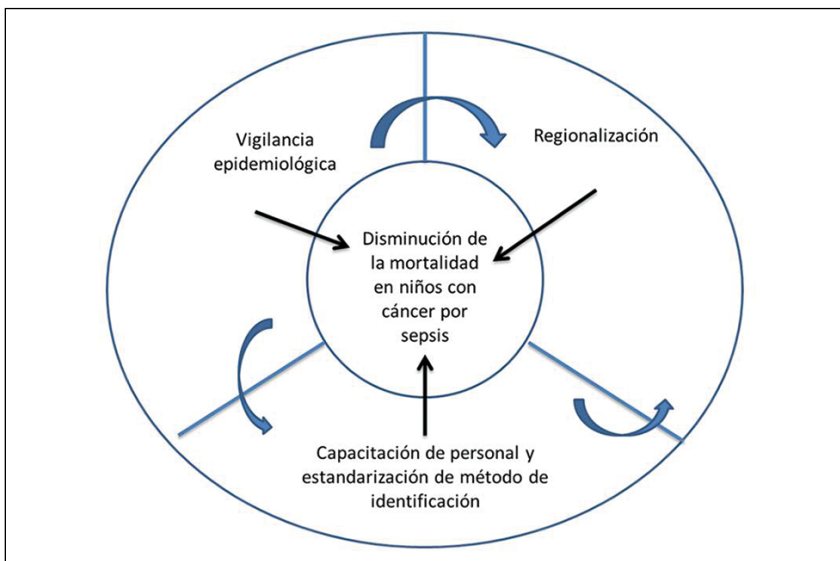 Vigilancia
epidemiológica
Regionalización
Disminución de
la mortalidad
en niños con
cáncer por
sepsis
Capacitación de personal y
estandarización de método de
identificación